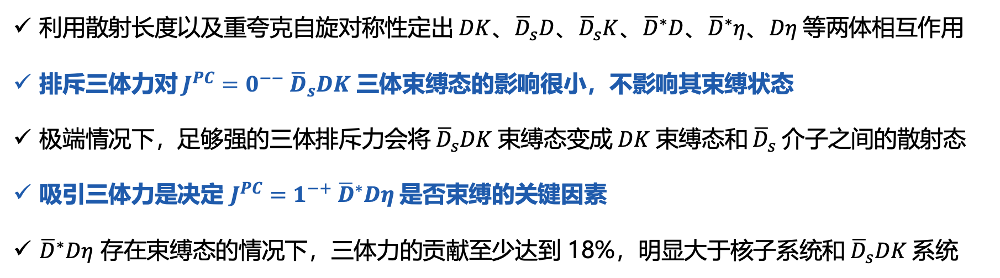 ✓ 利用散射长度以及重夸克自旋对称性定出 DK、D̅ₛD、D̅ₛK、D̅*D、D̅*η、Dη 等两体相互作用
✓ 排斥三体力对 Jᴾᶜ = 0⁻⁻ D̅ₛDK 三体束缚态的影响很小，不影响其束缚状态
✓ 极端情况下，足够强的三体排斥力会将 D̅ₛDK 束缚态变成 DK 束缚态和 D̅ₛ 介子之间的散射态
✓ 吸引三体力是决定 Jᴾᶜ = 1⁻⁺ D̅*Dη 是否束缚的关键因素
✓ D̅*Dη 存在束缚态的情况下，三体力的贡献至少达到 18%，明显大于核子系统和 D̅ₛDK 系统